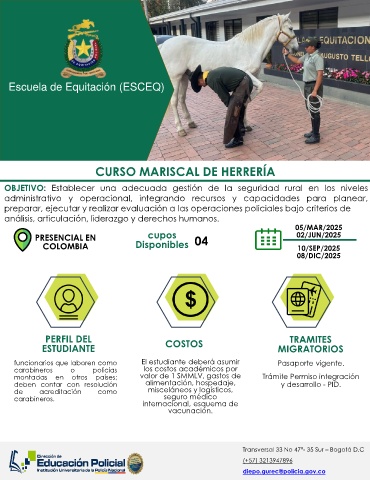 Escuela de Equitación (ESCEQ)
EQUITACION
AUGUSTO TELLO
CURSO MARISCAL DE HERRERÍA
OBJETIVO: Establecer una adecuada gestión de la seguridad rural en los niveles
administrativo y operacional, integrando recursos y capacidades para planear,
preparar, ejecutar y realizar evaluación a las operaciones policiales bajo criterios de
análisis, articulación, liderazgo y derechos humanos.
PRESENCIAL EN
COLOMBIA
cupos
Disponibles 04
05/MAR/2025
02/JUN/2025
10/SEP/2025
08/DIC/2025
PERFIL DEL
ESTUDIANTE
funcionarios que laboren como
carabineros o policías
montadas en otros países;
deben contar con resolución
de acreditación como
carabineros.
COSTOS
El estudiante deberá asumir
los costos académicos por
valor de 1 SMMLV, gastos de
alimentación, hospedaje,
misceláneos y logísticos,
seguro médico
internacional, esquema de
vacunación.
TRAMITES
MIGRATORIOS
Pasaporte vigente.
Trámite Permiso integración
y desarrollo - PID.
Dirección de
Educación Policial
Institución Universitaria de la Policía Nacional
Transversal 33 No 47ª- 35 Sur – Bogotá D.C
(+57) 3213947896
diepo.gurec@policia.gov.co